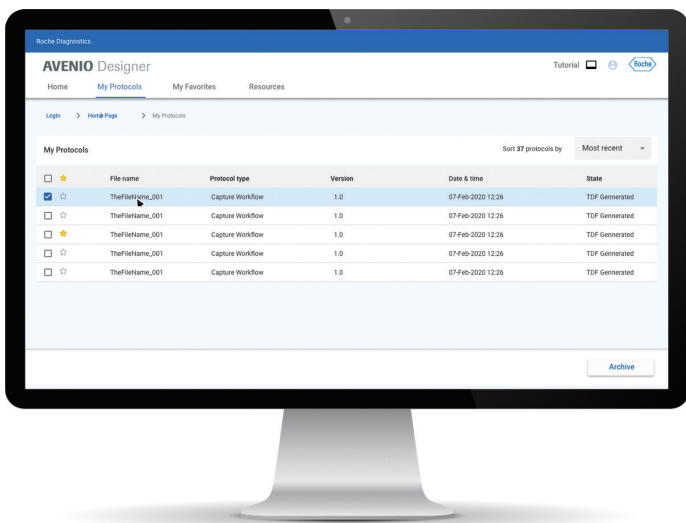 Roche Diagnostics
AVENIO Designer
Tutorial
Roche
Home My Protocols My Favorites Resources
LogIn > Home Page > My Protocols
My Protocols
Sort 37 protocols by Most recent
File name Protocol type Version Date & time State
TheFileName_001 Capture Workflow 1.0 07-Feb-2020 12:26 TDF Gennerated
TheFileName_001 Capture Workflow 1.0 07-Feb-2020 12:26 TDF Gennerated
TheFileName_001 Capture Workflow 1.0 07-Feb-2020 12:26 TDF Gennerated
TheFileName_001 Capture Workflow 1.0 07-Feb-2020 12:26 TDF Gennerated
TheFileName_001 Capture Workflow 1.0 07-Feb-2020 12:26 TDF Gennerated
Archive